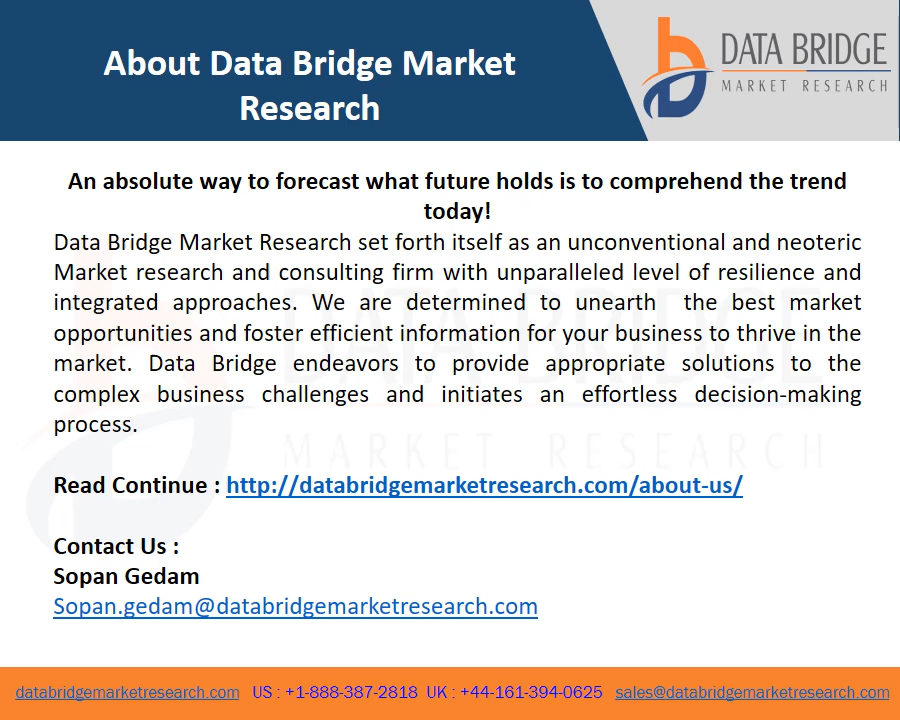 About Data Bridge Market
Research
DATA BRIDGE
MARKET RESEARCH
An absolute way to forecast what future holds is to comprehend the trend
today!
Data Bridge Market Research set forth itself as an unconventional and neoteric
Market research and consulting firm with unparalleled level of resilience and
integrated approaches. We are determined to unearth the best market
opportunities and foster efficient information for your business to thrive in the
market. Data Bridge endeavors to provide appropriate solutions to the
complex business challenges and initiates an effortless decision-making
process.
DATA BRIDGE
MARKET RESEARCH
Read Continue : http://databridgemarketresearch.com/about-us/
Contact Us :
Sopan Gedam
Sopan.gedam@databridgemarketresearch.com
databridgemarketresearch.com US : +1-888-387-2818 UK : +44-161-394-0625 sales@databridgemarketresearch.com